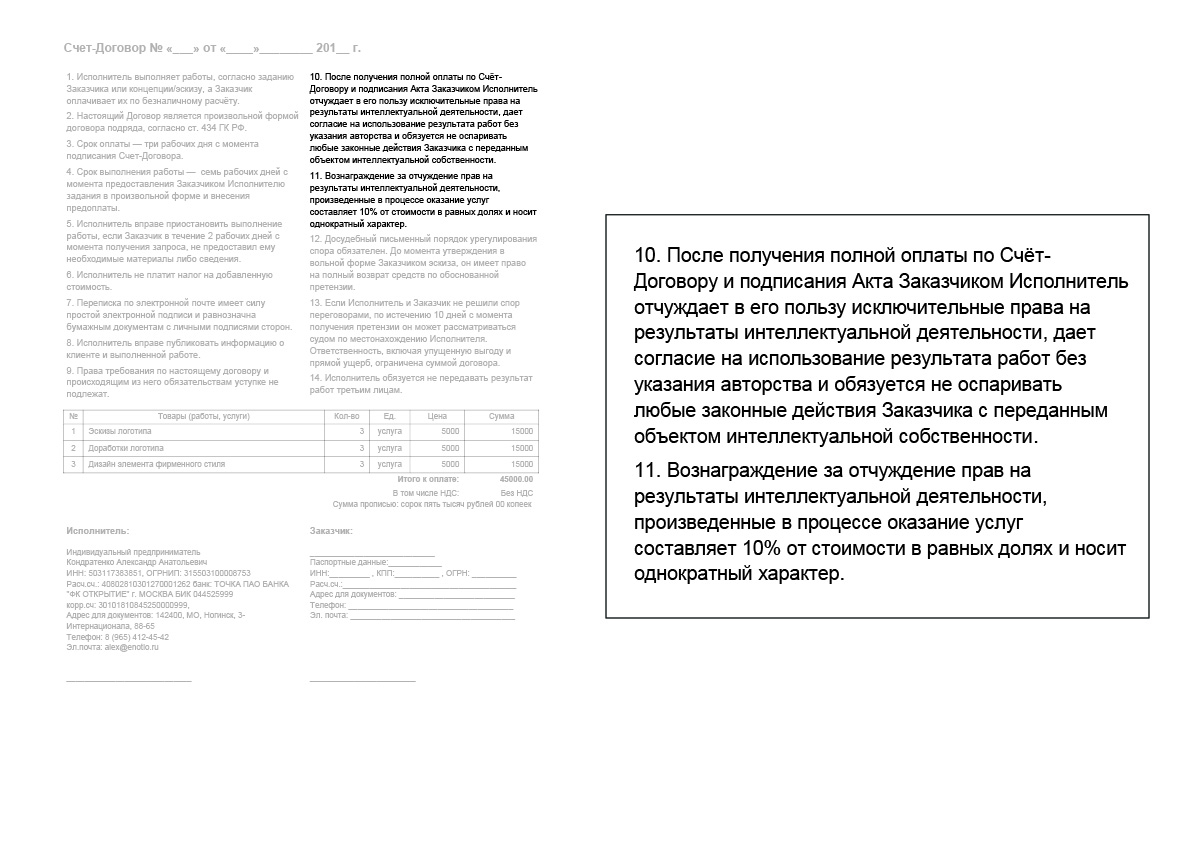 Счет-Договор № «___» от «____»________ 201__ г.
1. Исполнитель выполняет работы, согласно заданию
Заказчика или концепции/эскизу, а Заказчик
оплачивает их по безналичному расчёту.
2. Настоящий Договор является произвольной формой
договора подряда, согласно ст. 434 ГК РФ.
3. Срок оплаты — три рабочих дня с момента
подписания Счет-Договора.
4. Срок выполнения работы — семь рабочих дней с
момента предоставления Заказчиком Исполнителю
задания в произвольной форме и внесения
предоплаты.
5. Исполнитель вправе приостановить выполнение
работы, если Заказчик в течение 2 рабочих дней с
момента получения запроса, не предоставил ему
необходимые материалы либо сведения.
6. Исполнитель не платит налог на добавленную
стоимость.
7. Переписка по электронной почте имеет силу
простой электронной подписи и равнозначна
бумажным документам с личными подписями сторон.
8. Исполнитель вправе публиковать информацию о
клиенте и выполненной работе.
9. Права требования по настоящему договору и
происходящим из него обязательствам уступке не
подлежат.
10. После получения полной оплаты по Счёт-
Договору и подписания Акта Заказчиком Исполнитель
отчуждает в его пользу исключительные права на
результаты интеллектуальной деятельности, дает
согласие на использование результата работ без
указания авторства и обязуется не оспаривать
любые законные действия Заказчика с переданным
объектом интеллектуальной собственности.
11. Вознаграждение за отчуждение прав на
результаты интеллектуальной деятельности,
произведенные в процессе оказание услуг
составляет 10% от стоимости в равных долях и носит
однократный характер.
12. Досудебный письменный порядок урегулирования
спора обязателен. До момента утверждения в
вольной форме Заказчиком эскиза, он имеет право
на полный возврат средств по обоснованной
претензии.
13. Если Исполнитель и Заказчик не решили спор
переговорами, по истечению 10 дней с момента
получения претензии он может рассматриваться
судом по местонахождению Исполнителя.
Ответственность, включая упущенную выгоду и
прямой ущерб, ограничена суммой договора.
14. Исполнитель обязуется не передавать результат
работ третьим лицам.
№ Товары (работы, услуги) Кол-во Ед. Цена Сумма
1 Эскизы логотипа 3 услуга 5000 15000
2 Доработки логотипа 3 услуга 5000 15000
3 Дизайн элемента фирменного стиля 3 услуга 5000 15000
Итого к оплате: 45000.00
В том числе НДС: Без НДС
Сумма прописью: сорок пять тысяч рублей 00 копеек
Исполнитель:
Индивидуальный предприниматель
Кондратенко Александр Анатольевич
ИНН: 503117383851, ОГРНИП: 315503100008753
Расч.сч.: 40802810301270001262 банк: ТОЧКА ПАО БАНКА
"ФК ОТКРЫТИЕ" г. МОСКВА БИК 044525999
корр.сч: 30101810845250000999,
Адрес для документов: 142400, МО, Ногинск, 3-
Интернационала, 88-65
Телефон: 8 (965) 412-45-42
Эл.почта: alex@enotio.ru
Заказчик:
Паспортные данные:____________
ИНН:_________ , КПП:__________ , ОГРН: __________
Расч.сч.:
Адрес для документов:
Телефон:
Эл. почта:
10. После получения полной оплаты по Счёт-
Договору и подписания Акта Заказчиком Исполнитель
отчуждает в его пользу исключительные права на
результаты интеллектуальной деятельности, дает
согласие на использование результата работ без
указания авторства и обязуется не оспаривать
любые законные действия Заказчика с переданным
объектом интеллектуальной собственности.
11. Вознаграждение за отчуждение прав на
результаты интеллектуальной деятельности,
произведенные в процессе оказание услуг
составляет 10% от стоимости в равных долях и носит
однократный характер.